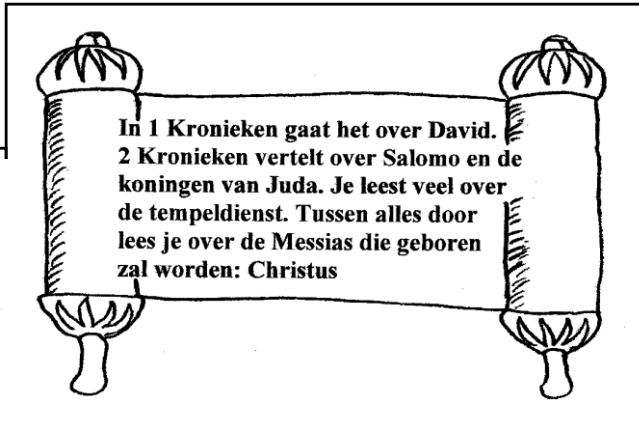 In 1 Kronieken gaat het over David.
2 Kronieken vertelt over Salomo en de
koningen van Juda. Je leest veel over
de tempeldienst. Tussen alles door
lees je over de Messias die geboren
zal worden: Christus